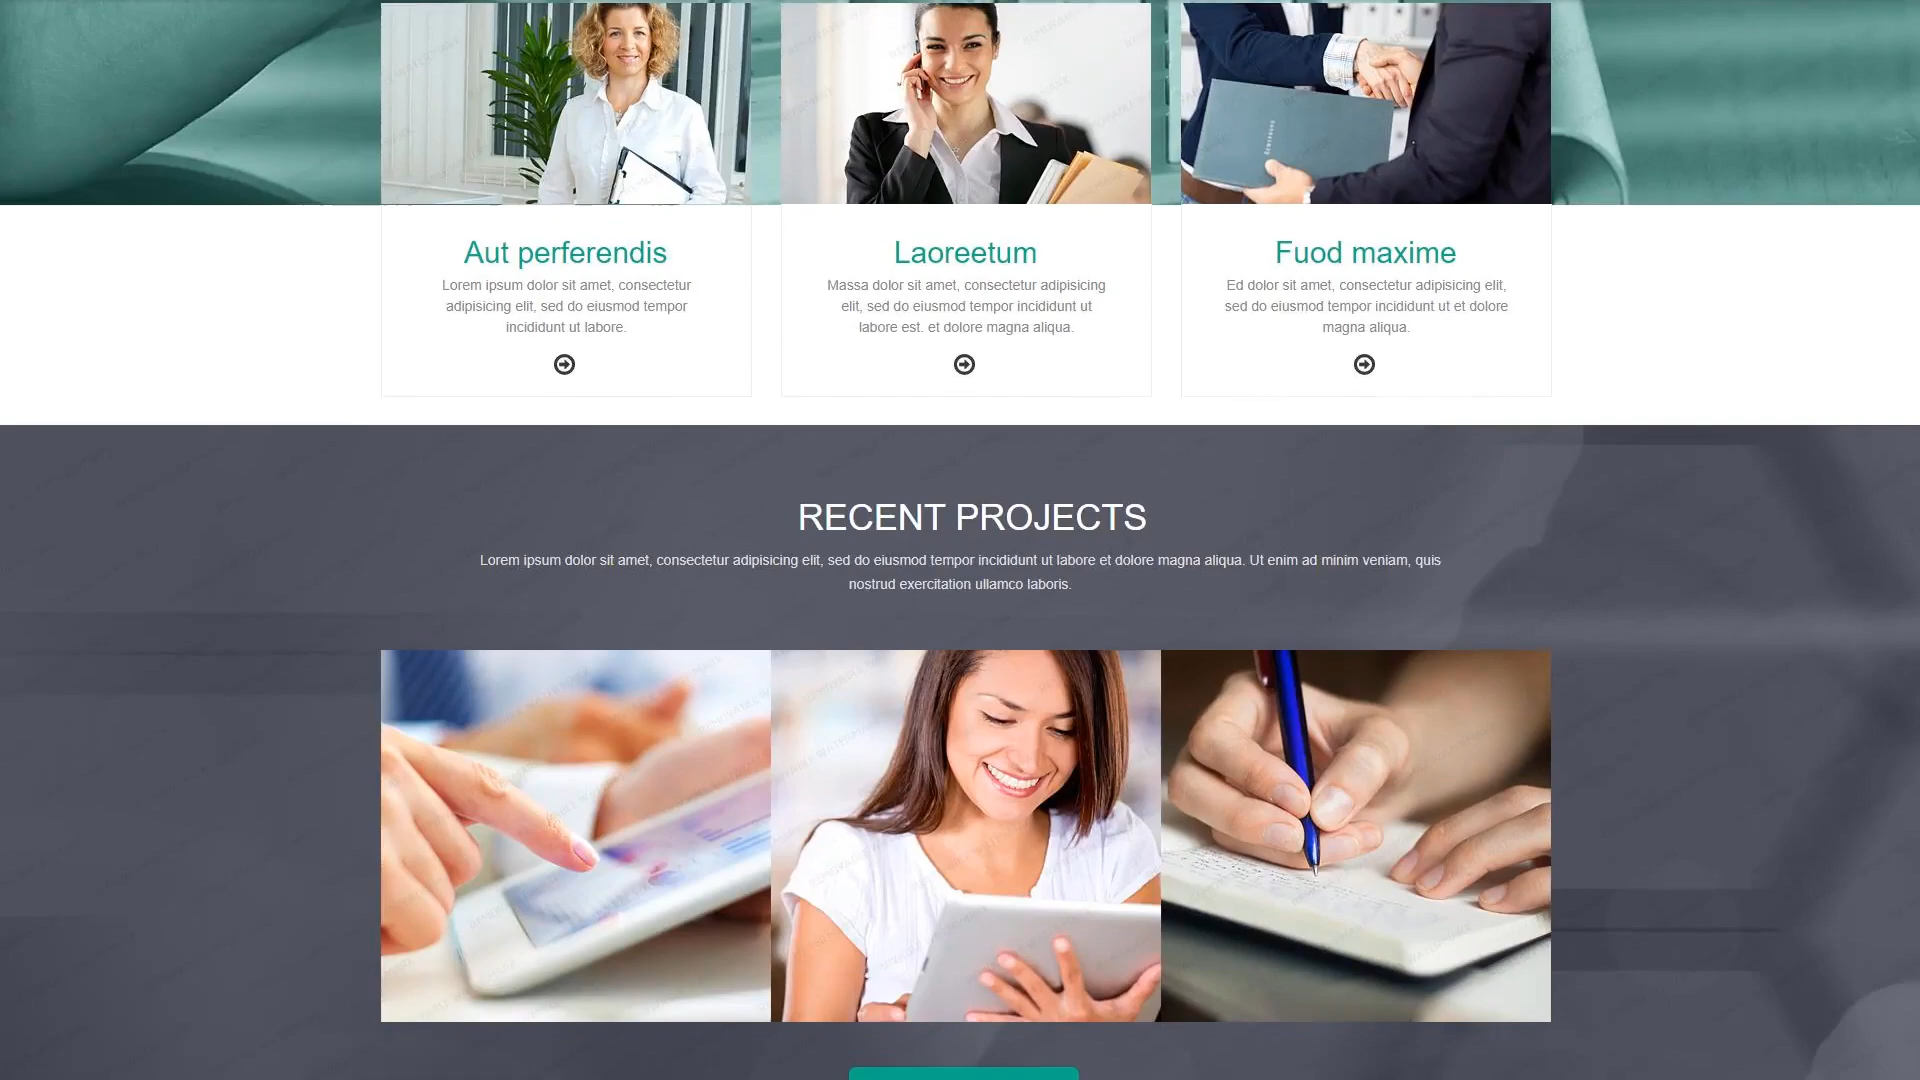 Aut perferendis
Lorem ipsum dolor sit amet, consectetur
adipisicing elit, sed do eiusmod tempor
incididunt ut labore.
Laoreetum
Massa dolor sit amet, consectetur adipisicing
elit, sed do eiusmod tempor incididunt ut
labore est. et dolore magna aliqua.
Fuod maxime
Ed dolor sit amet, consectetur adipisicing elit,
sed do eiusmod tempor incididunt ut et dolore
magna aliqua.
RECENT PROJECTS
Lorem ipsum dolor sit amet, consectetur adipisicing elit, sed do eiusmod tempor incididunt ut labore et dolore magna aliqua. Ut enim ad minim veniam, quis
nostrud exercitation ullamco laboris.